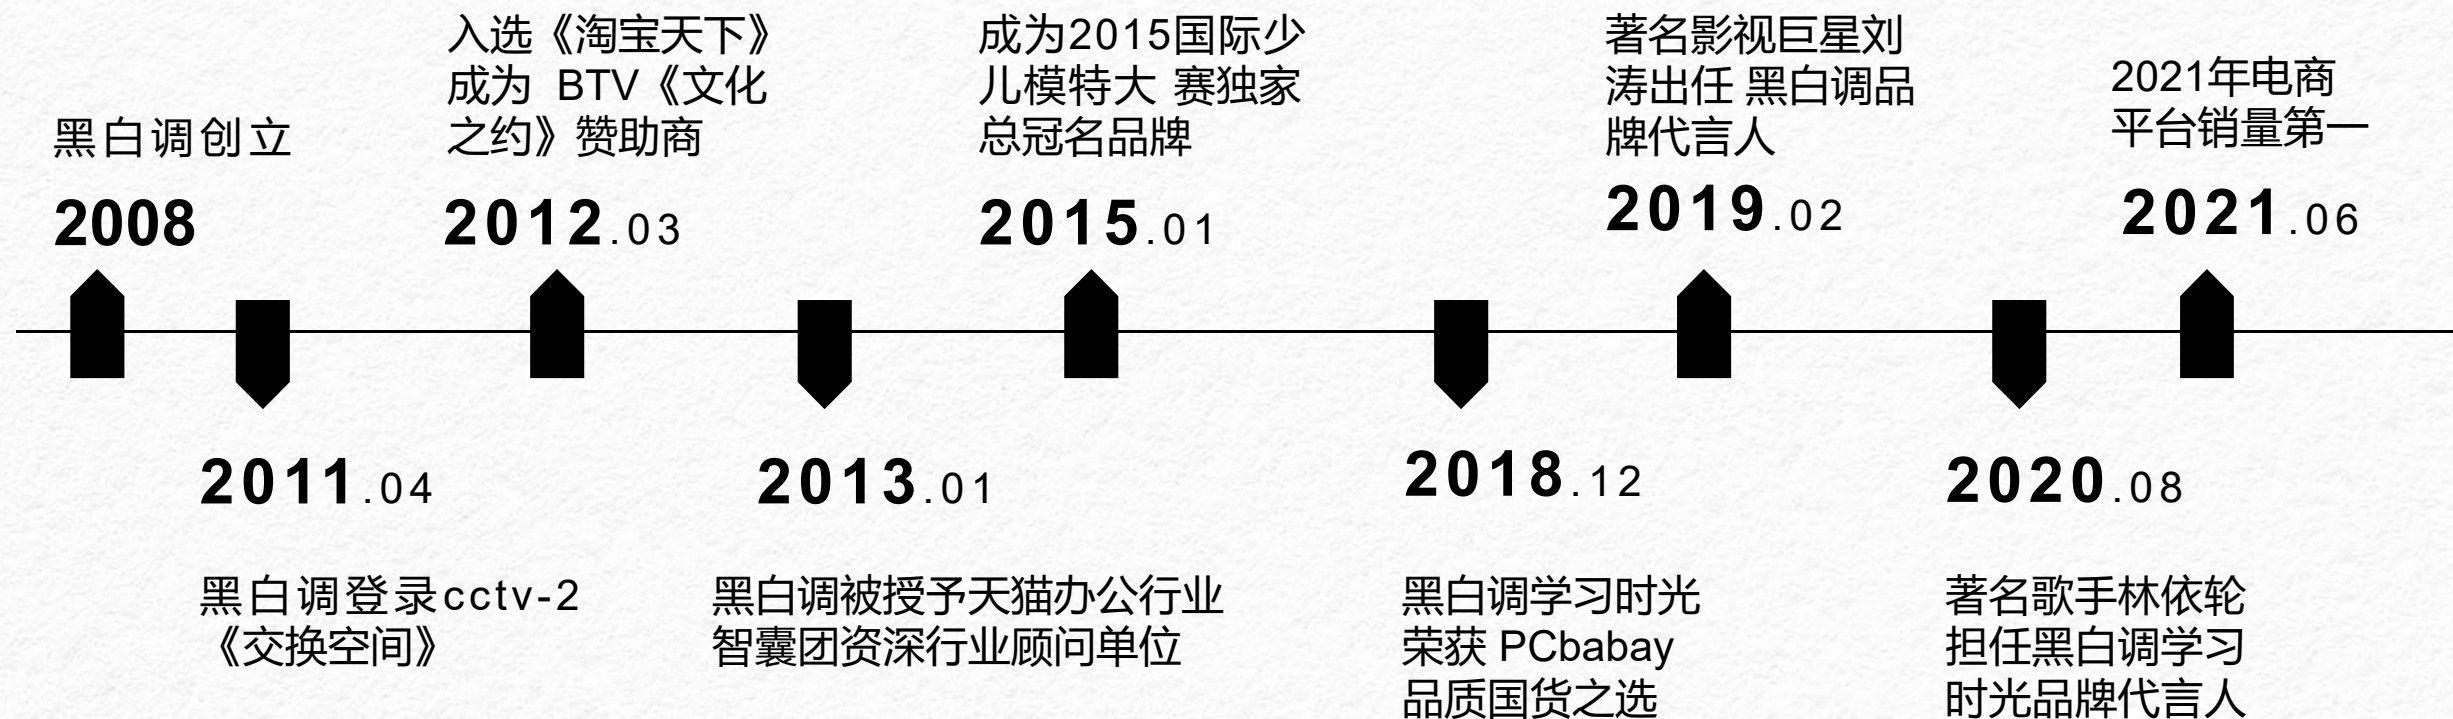 黑白调创立
2008
黑白调登录cctv-2
《交换空间》
2011.04
入选《淘宝天下》
成为 BTV《文化
之约》赞助商
2012.03
2013.01
黑白调被授予天猫办公行业
智囊团资深行业顾问单位
成为2015国际少
儿模特大 赛独家
总冠名品牌
2015.01
2018.12
黑白调学习时光
荣获 PCbabay
品质国货之选
著名影视巨星刘
涛出任 黑白调品
牌代言人
2019.02
2020.08
著名歌手林依轮
担任黑白调学习
时光品牌代言人
2021年电商
平台销量第一
2021.06